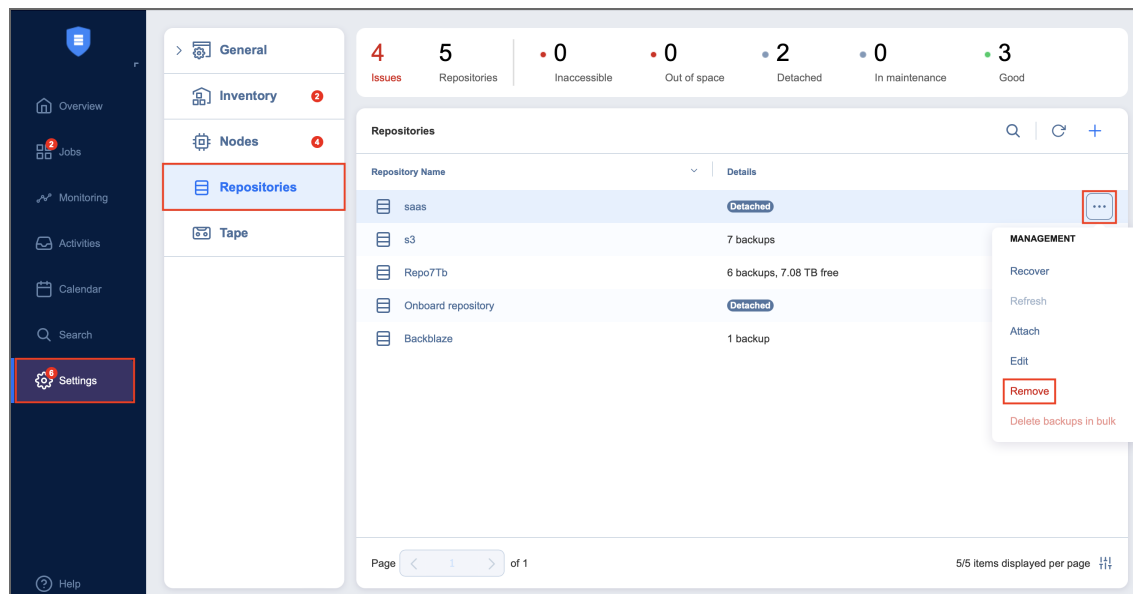 Overview
2
Jobs
Monitoring
Activities
Calendar
Search
6
Settings
Help
General
Inventory 2
Nodes 4
Repositories
Tape
4 5 0 0 2 0 3
Issues Repositories Inaccessible Out of space Detached In maintenance Good
Repositories
Repository Name Details
saas Detached
s3 7 backups
Repo7Tb 6 backups, 7.08 TB free
Onboard repository Detached
Backblaze 1 backup
MANAGEMENT
Recover
Refresh
Attach
Edit
Remove
Delete backups in bulk
Page 1 of 1 5/5 items displayed per page